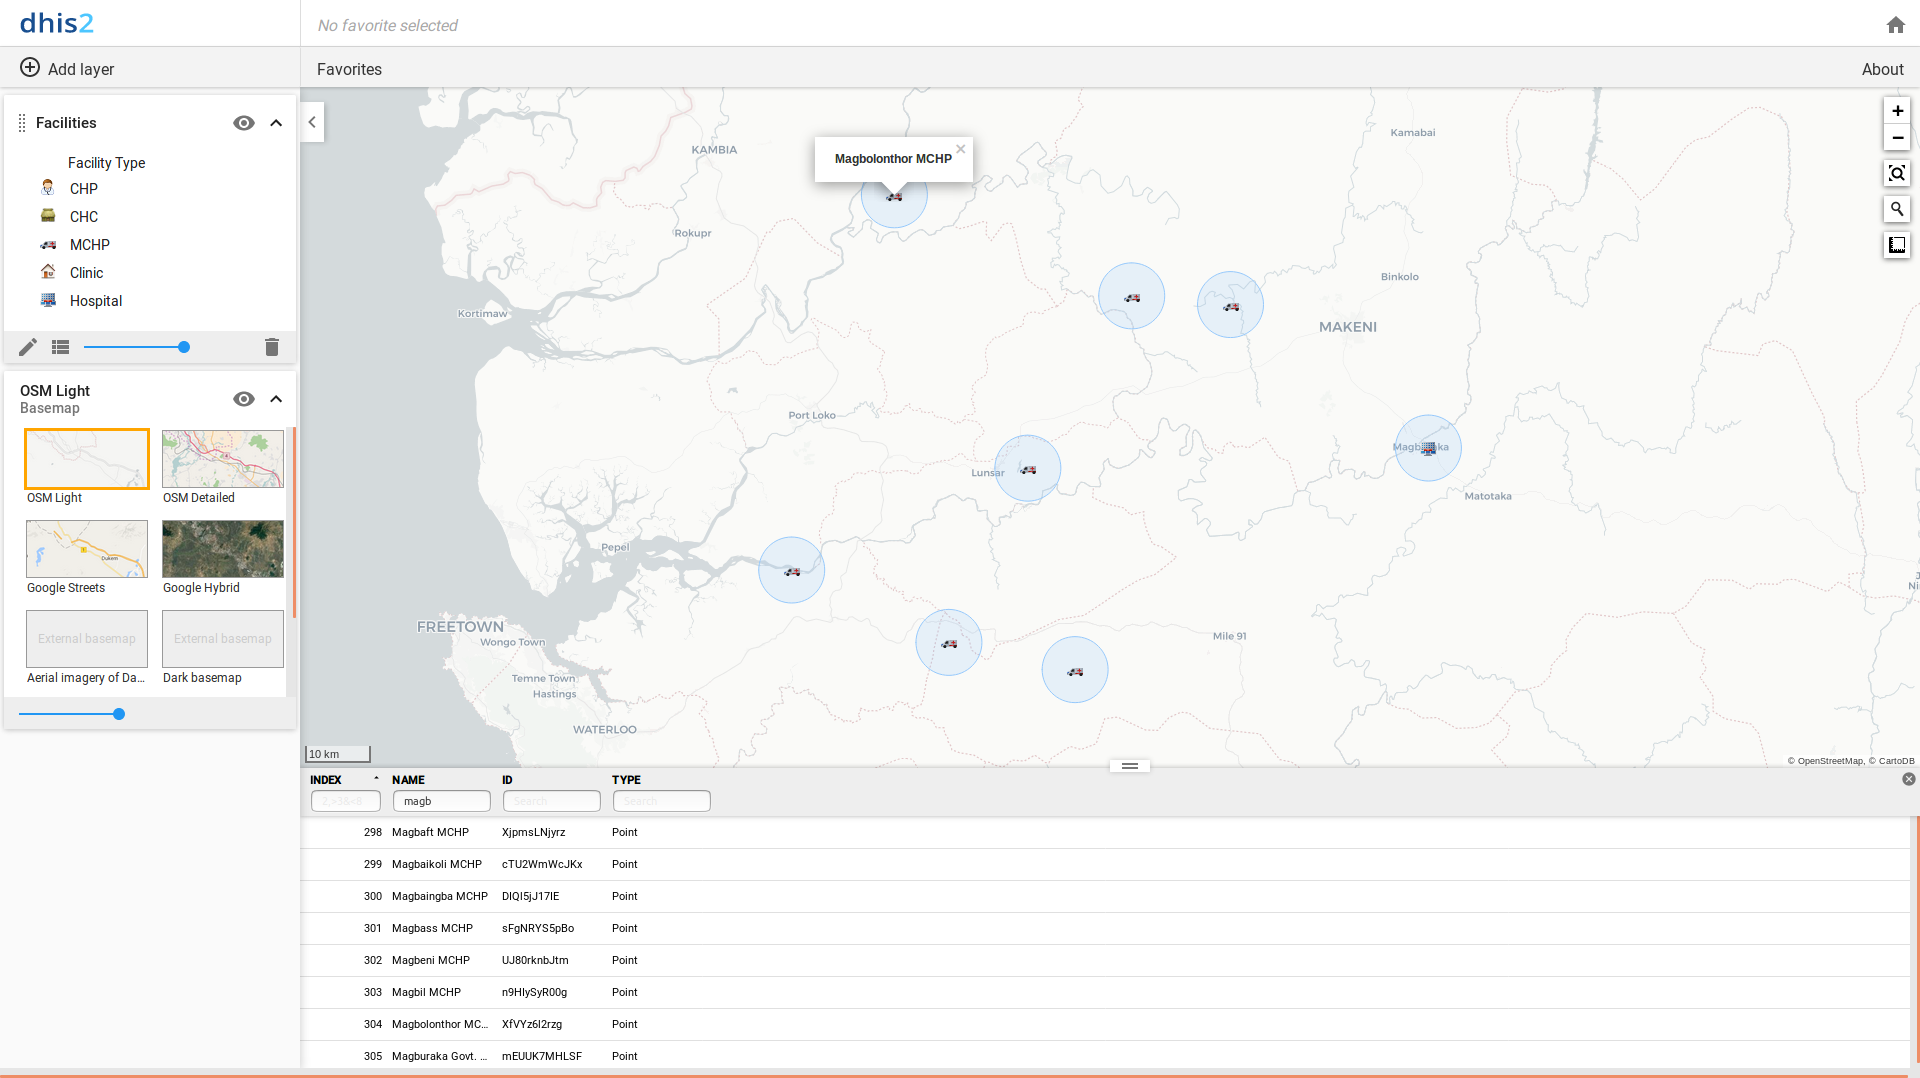 dhis2
No favorite selected
Add layer
Favorites
About
Facilities
Facility Type
CHP
CHC
MCHP
Clinic
Hospital
OSM Light
Basemap
OSM Light
OSM Detailed
Google Streets
Google Hybrid
External basemap
External basemap
Aerial imagery of Da...
Dark basemap
Kamabai
KAMBIA
Magbolonthor MCHP
Rokupr
Binkolo
Kortimaw
MAKENI
Port Loko
Lunsar
Matotaka
Pepel
FREETOWN
Wongo Town
Mile 91
Temne Town
Hastings
WATERLOO
10 km
© OpenStreetMap, © CartoDB
INDEX NAME ID TYPE
2,>3&<8 magb Search Search
298 Magbaft MCHP XjpmsLNjyrz Point
299 Magbaikoli MCHP cTU2WmWcJKx Point
300 Magbaingba MCHP Point
301 Magbass MCHP sFgNRYS5pBo Point
302 Magbeni MCHP UJ80rknbJtm Point
303 Magbil MCHP Point
304 Magbolonthor MC... Point
305 Magburaka Govt. ... mEUUK7MHLSF Point